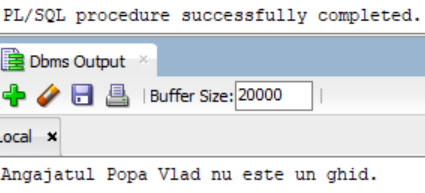 PL/SQL procedure successfully completed.
Dbms Output
Buffer Size: 20000
Local
Angajatul Popa Vlad nu este un ghid.